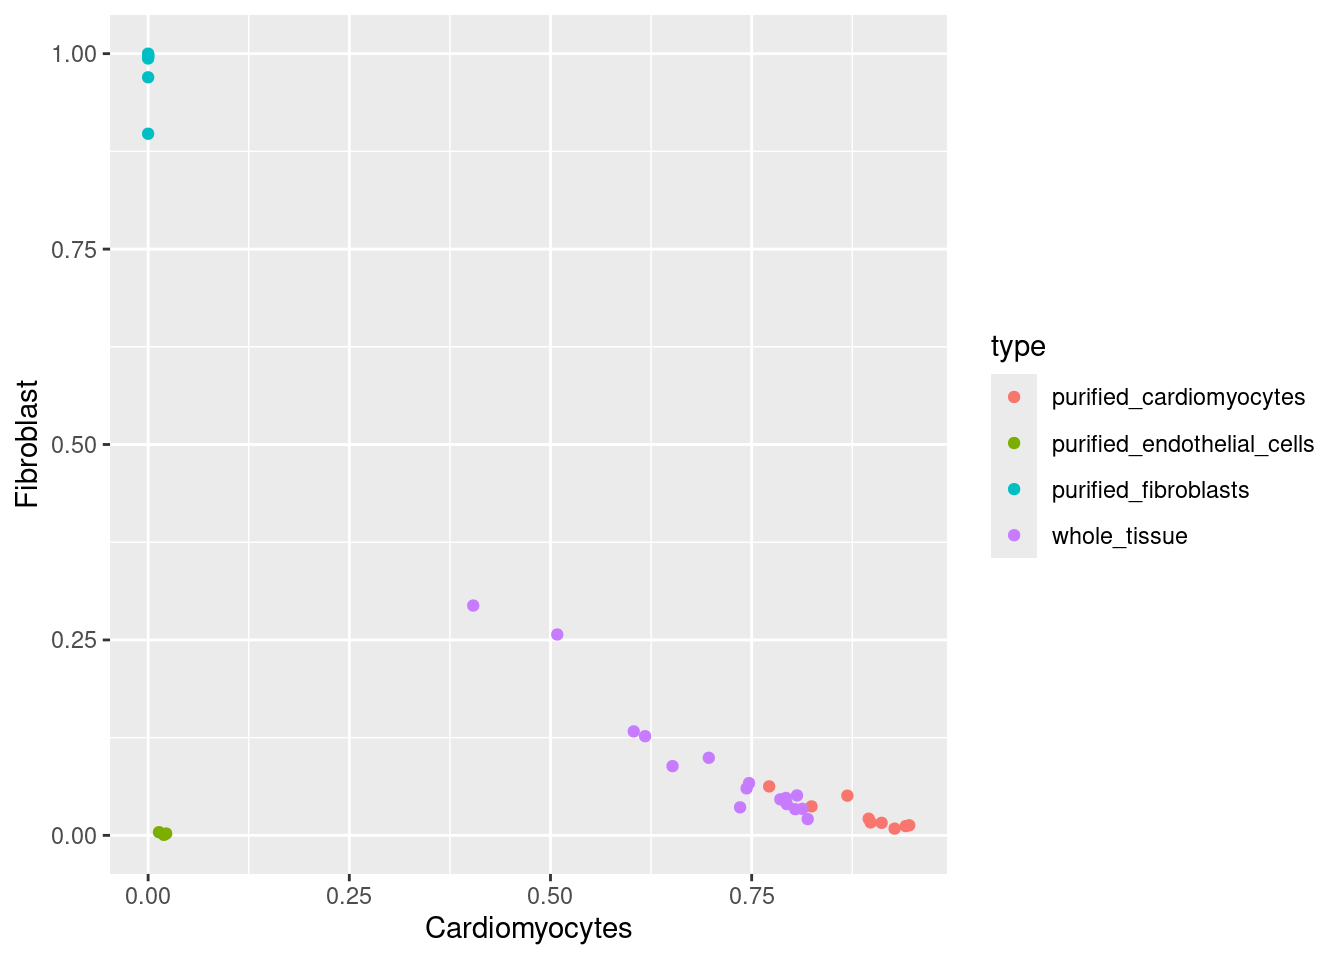 1.00
0.75
0.50
0.25
0.00
Fibroblast
0.00 0.25 0.50 0.75
Cardiomyocytes
type
purified_cardiomyocytes
purified_endothelial_cells
purified_fibroblasts
whole_tissue